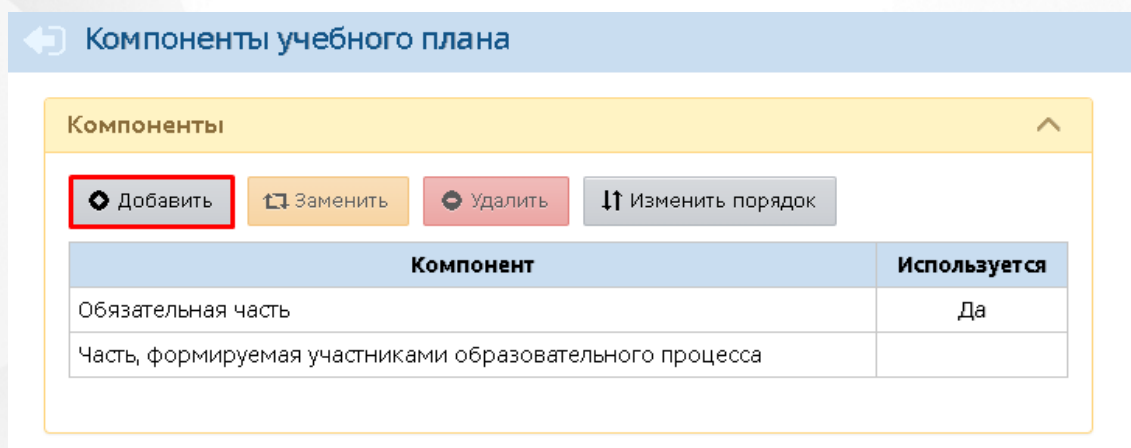 Компоненты учебного плана
Компоненты
Добавить Заменить Удалить Изменить порядок
Компонент Используется
Обязательная часть Да
Часть, формируемая участниками образовательного процесса